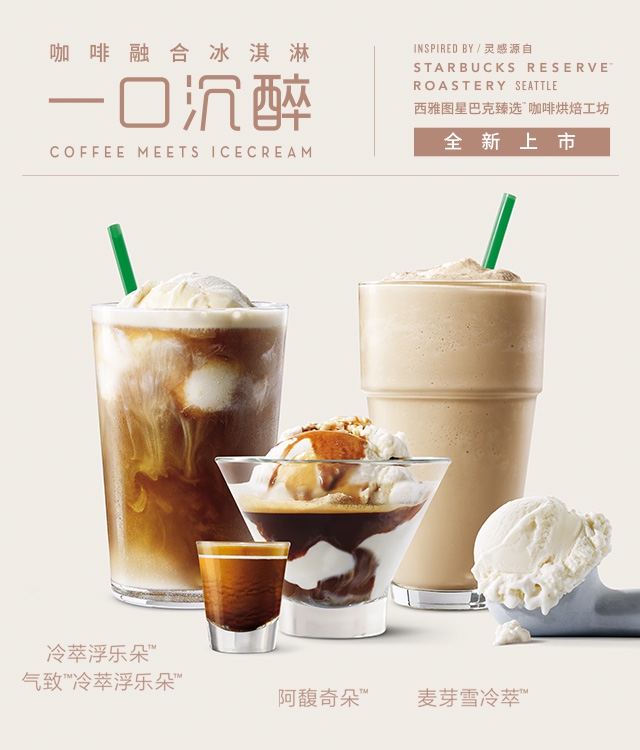 咖啡融合冰淇淋
一口沉醉
COFFEE MEETS ICECREAM
INSPIRED BY / 灵感源自
STARBUCKS RESERVE™
ROASTERY SEATTLE
西雅图星巴克臻选™咖啡烘焙工坊
全新上市
冷萃浮乐朵™
气致™冷萃浮乐朵™
阿馥奇朵™
麦芽雪冷萃™